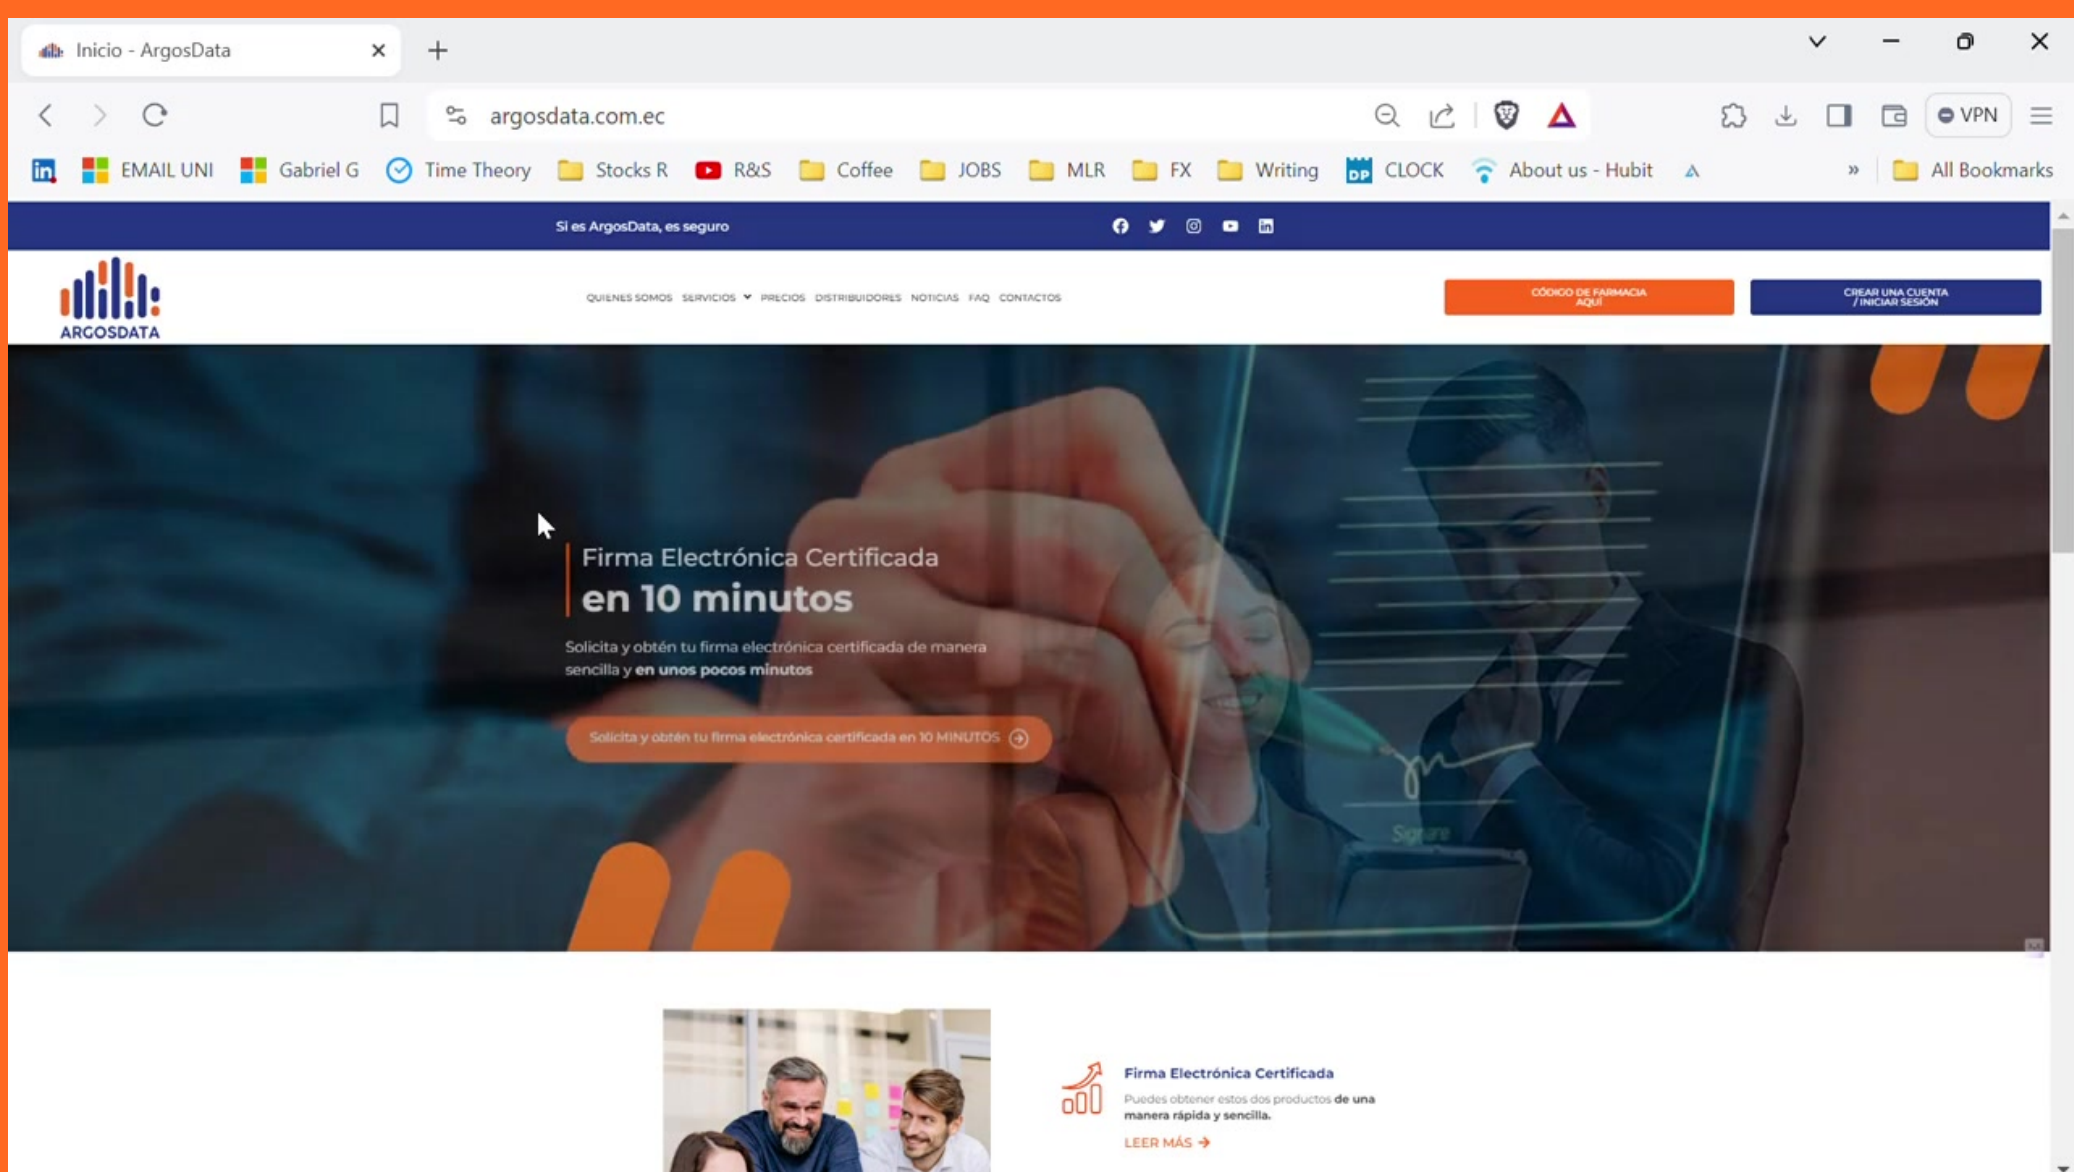 Inicio - ArgosData
argosdata.com.ec
VPN
in EMAIL UNI Gabriel G Time Theory Stocks R R&S Coffee JOBS MLR FX Writing DP CLOCK About us - Hubit » All Bookmarks
Si es ArgosData, es seguro
ARGOSDATA
QUIENES SOMOS SERVICIOS PRECIOS DISTRIBUIDORES NOTICIAS FAQ CONTACTOS
CÓDIGO DE FARMACIA
AQUÍ
CREAR UNA CUENTA
/ INICIAR SESIÓN
Firma Electrónica Certificada
en 10 minutos
Solicita y obtén tu firma electrónica certificada de manera
sencilla y en unos pocos minutos
Solicita y obtén tu firma electrónica certificada en 10 MINUTOS
Signare
Firma Electrónica Certificada
Puedes obtener estos dos productos de una
manera rápida y sencilla.
LEER MÁS